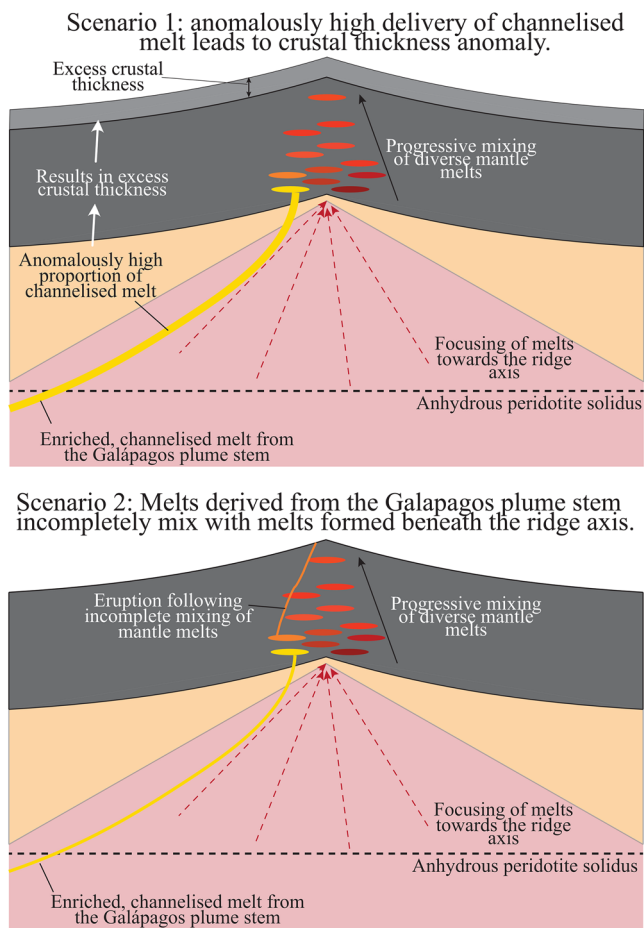 Scenario 1: anomalously high delivery of channelised
melt leads to crustal thickness anomaly.
Excess crustal
thickness
Progressive mixing
of diverse mantle
melts
Results in excess
crustal thickness
Anomalously high
proportion of
channelised melt
Focusing of melts
towards the ridge
axis
Anhydrous peridotite solidus
Enriched, channelised melt from
the Galápagos plume stem
Scenario 2: Melts derived from the Galapagos plume stem
incompletely mix with melts formed beneath the ridge axis.
Eruption following
incomplete mixing of
mantle melts
Progressive mixing
of diverse mantle
melts
Focusing of melts
towards the ridge
axis
Anhydrous peridotite solidus
Enriched, channelised melt from
the Galápagos plume stem